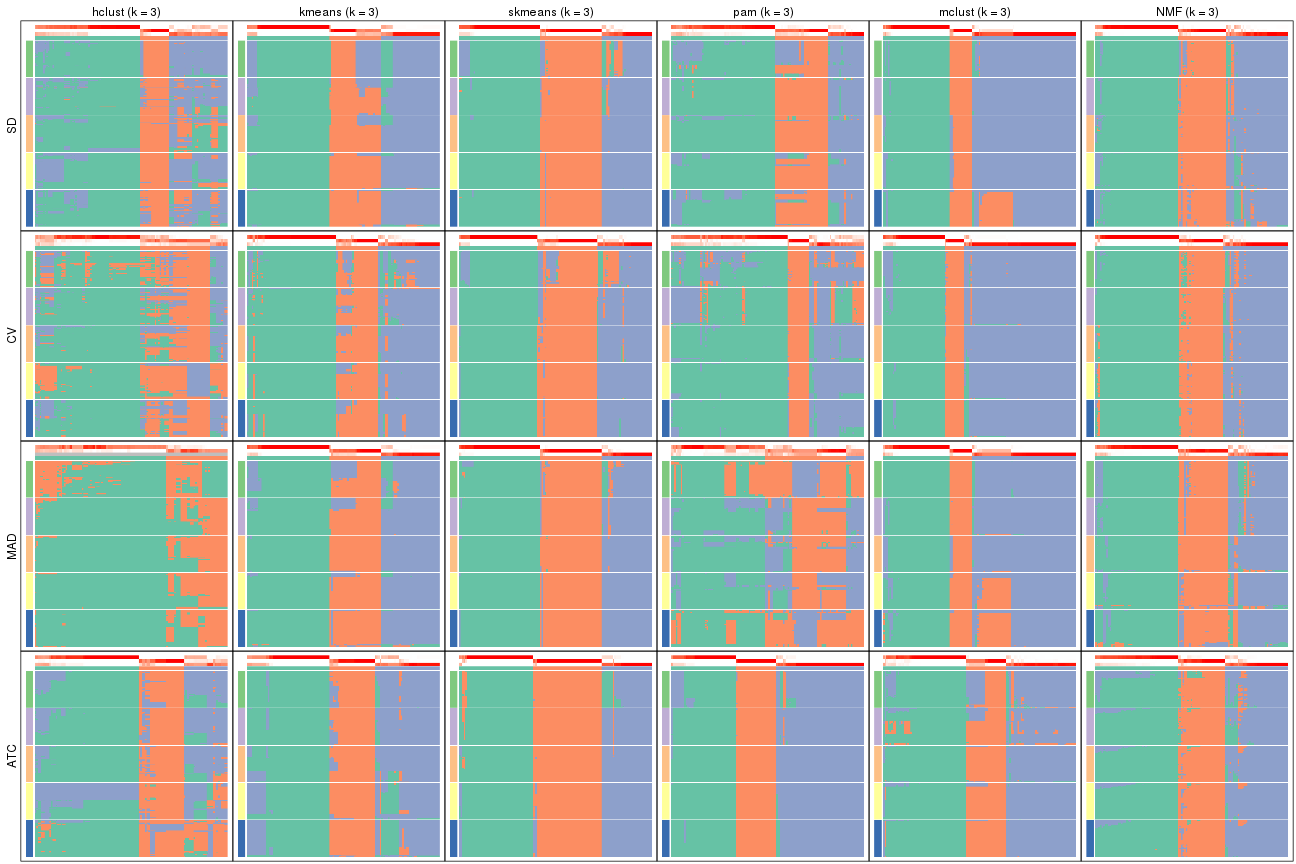 hclust (k = 3)
kmeans (k = 3)
skmeans (k = 3)
pam (k = 3)
mclust (k = 3)
NMF (k = 3)
SD
CV
MAD
ATC